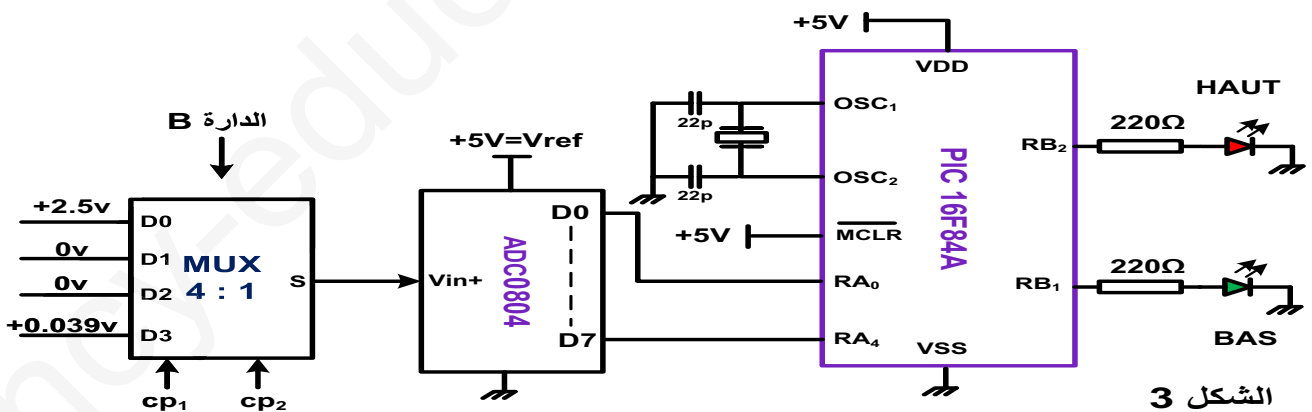 +5V
VDD
HAUT
الدارة B
22p
OSC₁
220Ω
+5V=Vref
RB₂
+2.5v
D0
D0
22p
OSC₂
PIC 16F84A
0v
D1
MUX
ADC0804
+5V
MCLR
0v
D2
4 : 1
S
Vin+
RA₀
RB₁
220Ω
+0.039v
D3
D7
RA₄
VSS
BAS
cp₁
cp₂
الشكل 3